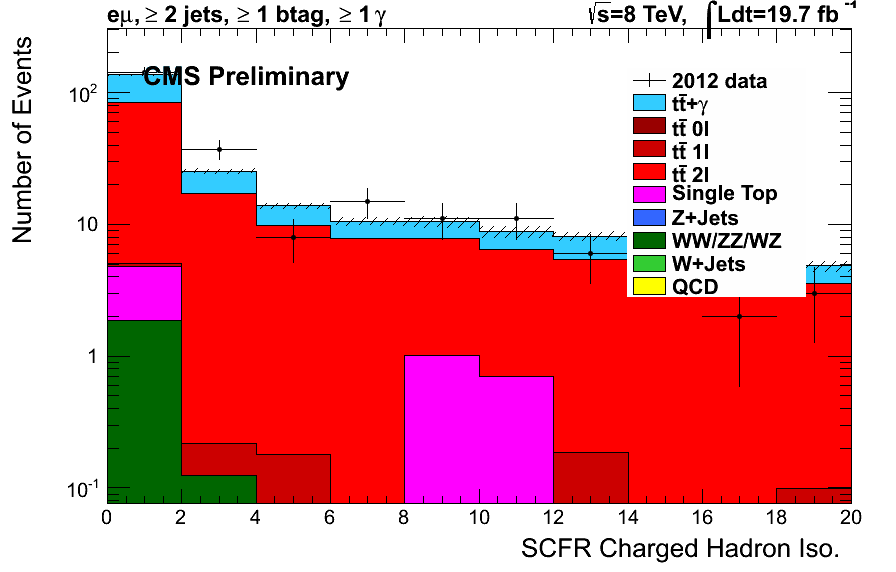 eμ, ≥ 2 jets, ≥ 1 btag, ≥ 1 γ
√s=8 TeV, ∫Ldt=19.7 fb⁻¹
CMS Preliminary
2012 data
tt̄+γ
tt̄ 0l
tt̄ 1l
tt̄ 2l
Single Top
Z+Jets
WW/ZZ/WZ
W+Jets
QCD
Number of Events
10²
10
1
10⁻¹
0 2 4 6 8 10 12 14 16 18 20
SCFR Charged Hadron Iso.